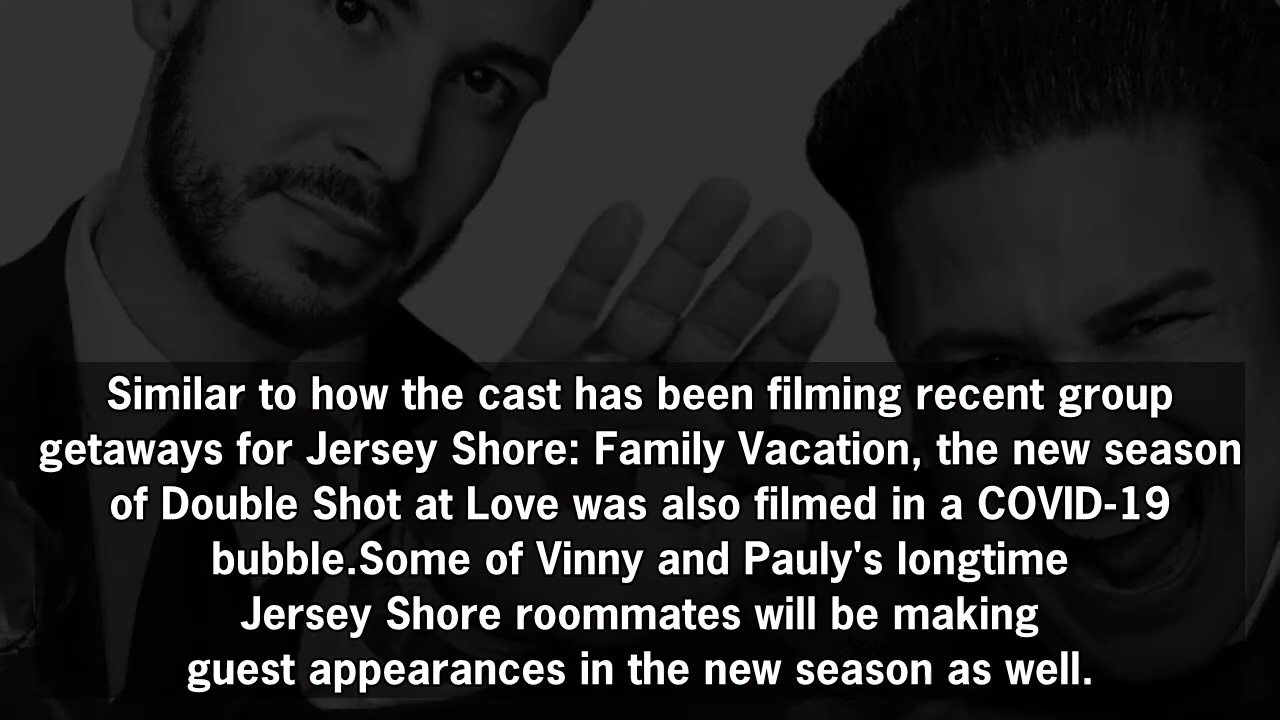 Similar to how the cast has been filming recent group
getaways for Jersey Shore: Family Vacation, the new season
of Double Shot at Love was also filmed in a COVID-19
bubble.Some of Vinny and Pauly's longtime
Jersey Shore roommates will be making
guest appearances in the new season as well.